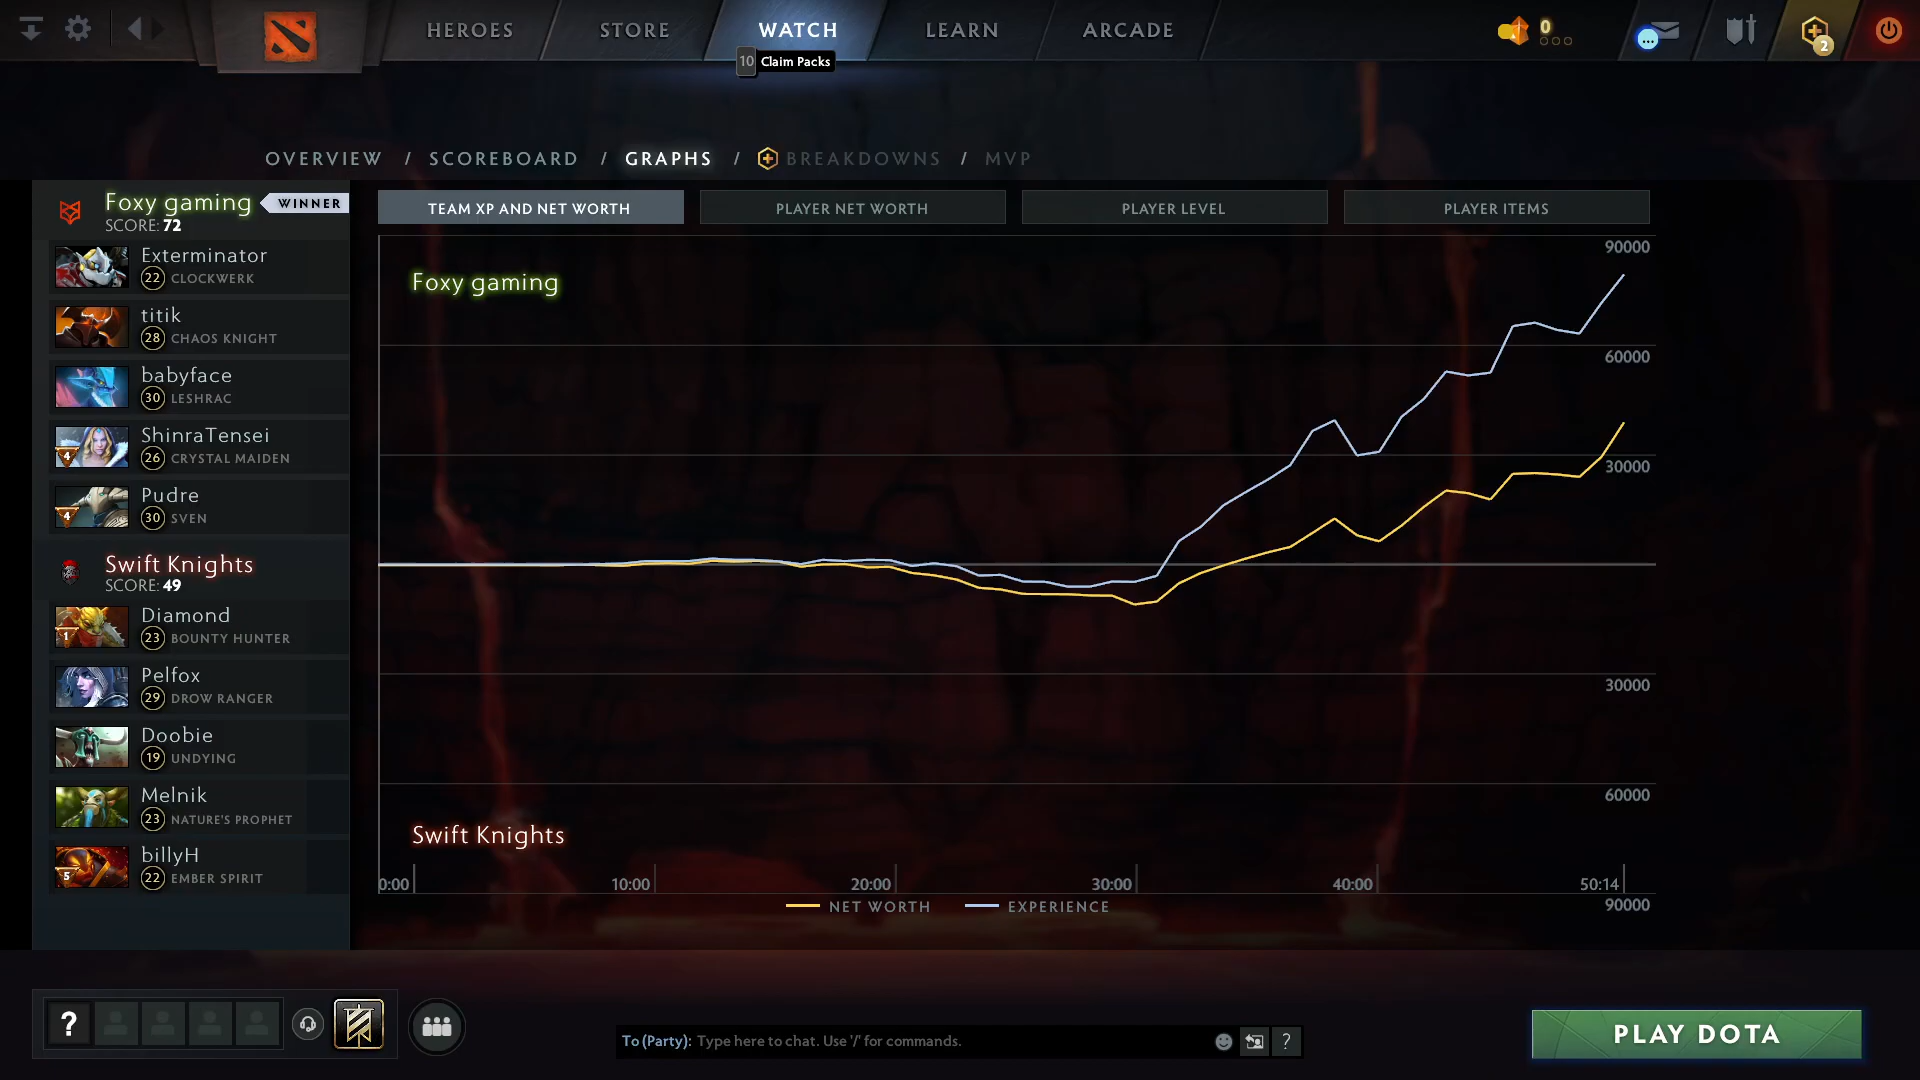 HEROES
STORE
WATCH
LEARN
ARCADE
0
...
2
10 Claim Packs
OVERVIEW / SCOREBOARD / GRAPHS / BREAKDOWNS / MVP
Foxy gaming
WINNER
SCORE: 72
Exterminator
22 CLOCKWERK
titik
28 CHAOS KNIGHT
babyface
30 LESHRAC
ShinraTensei
4
26 CRYSTAL MAIDEN
Pudre
4
30 SVEN
Swift Knights
SCORE: 49
Diamond
1
23 BOUNTY HUNTER
Pelfox
29 DROW RANGER
Doobie
19 UNDYING
Melnik
23 NATURE'S PROPHET
billyH
5
22 EMBER SPIRIT
TEAM XP AND NET WORTH
PLAYER NET WORTH
PLAYER LEVEL
PLAYER ITEMS
90000
Foxy gaming
60000
30000
30000
60000
Swift Knights
0:00 10:00 20:00 30:00 40:00 50:14
90000
NET WORTH EXPERIENCE
?
To (Party): Type here to chat. Use '/' for commands.
?
PLAY DOTA